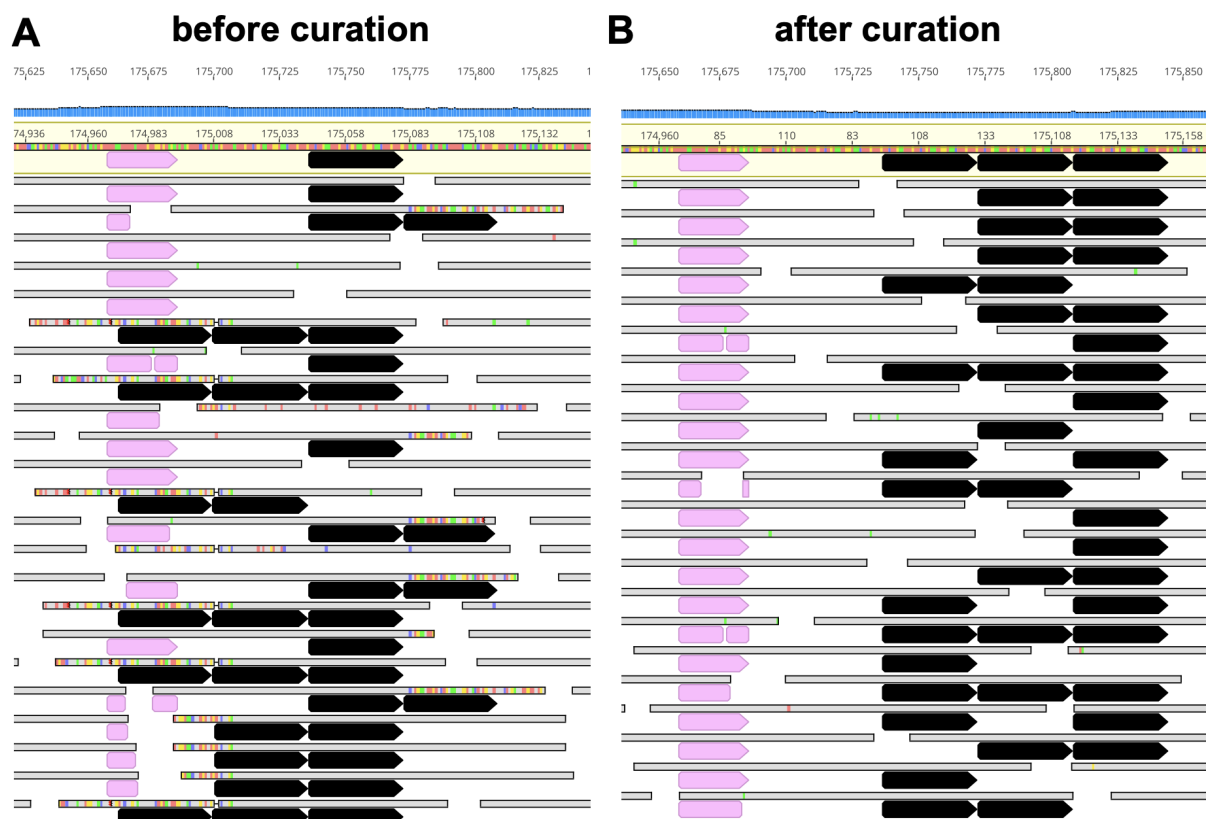 A before curation
75,625 175,650 175,675 175,700 175,725 175,750 175,775 175,800 175,825 1
74,936 174,960 174,983 175,008 175,033 175,058 175,083 175,108 175,132 1
B after curation
175,650 175,675 175,700 175,725 175,750 175,775 175,800 175,825 175,850
174,960 85 110 83 108 133 175,108 175,133 175,158